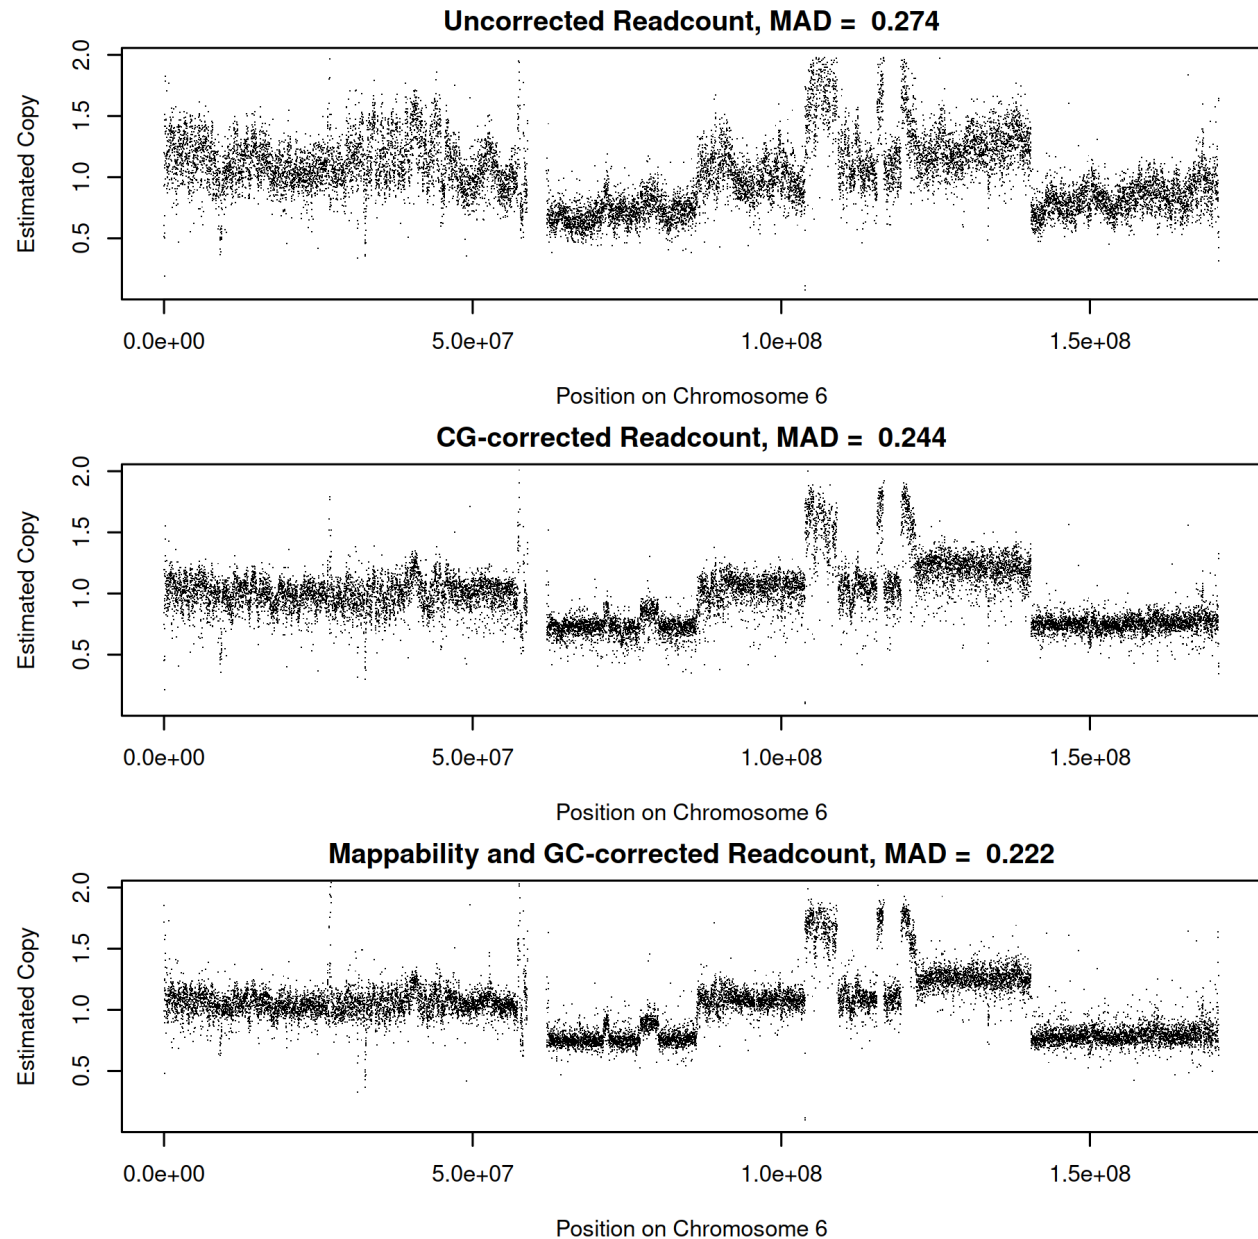 Uncorrected Readcount, MAD =  0.274
Estimated Copy
2.0
1.5
1.0
0.5
0.0e+00 5.0e+07 1.0e+08 1.5e+08
Position on Chromosome 6
CG-corrected Readcount, MAD =  0.244
Estimated Copy
2.0
1.5
1.0
0.5
0.0e+00 5.0e+07 1.0e+08 1.5e+08
Position on Chromosome 6
Mappability and GC-corrected Readcount, MAD =  0.222
Estimated Copy
2.0
1.5
1.0
0.5
0.0e+00 5.0e+07 1.0e+08 1.5e+08
Position on Chromosome 6